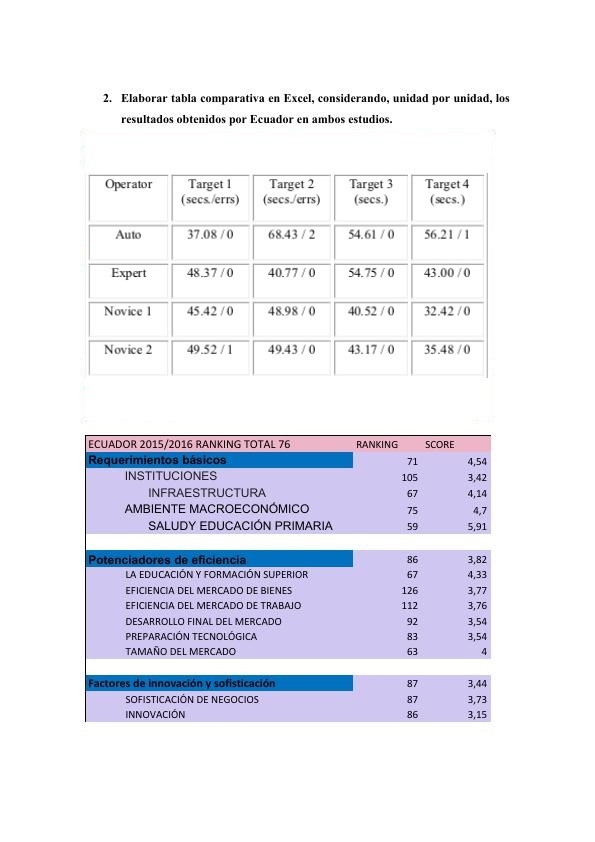 2. Elaborar tabla comparativa en Excel, considerando, unidad por unidad, los
resultados obtenidos por Ecuador en ambos estudios.
Operator Target 1 Target 2 Target 3 Target 4
(secs./errs) (secs./errs) (secs.) (secs.)
Auto 37.08 / 0 68.43 / 2 54.61 / 0 56.21 / 1
Expert 48.37 / 0 40.77 / 0 54.75 / 0 43.00 / 0
Novice 1 45.42 / 0 48.98 / 0 40.52 / 0 32.42 / 0
Novice 2 49.52 / 1 49.43 / 0 43.17 / 0 35.48 / 0
ECUADOR 2015/2016 RANKING TOTAL 76 RANKING SCORE
Requerimientos básicos 71 4,54
INSTITUCIONES 105 3,42
INFRAESTRUCTURA 67 4,14
AMBIENTE MACROECONÓMICO 75 4,7
SALUDY EDUCACIÓN PRIMARIA 59 5,91
Potenciadores de eficiencia 86 3,82
LA EDUCACIÓN Y FORMACIÓN SUPERIOR 67 4,33
EFICIENCIA DEL MERCADO DE BIENES 126 3,77
EFICIENCIA DEL MERCADO DE TRABAJO 112 3,76
DESARROLLO FINAL DEL MERCADO 92 3,54
PREPARACIÓN TECNOLÓGICA 83 3,54
TAMAÑO DEL MERCADO 63 4
Factores de innovación y sofisticación 87 3,44
SOFISTICACIÓN DE NEGOCIOS 87 3,73
INNOVACIÓN 86 3,15